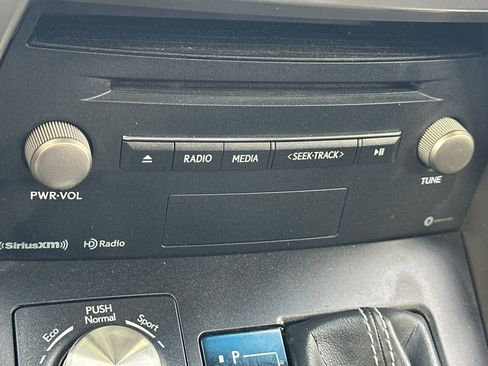 RADIO MEDIA <SEEK·TRACK>
PWR·VOL
TUNE
SiriusXM HD Radio
PUSH
Eco Normal Sport
P